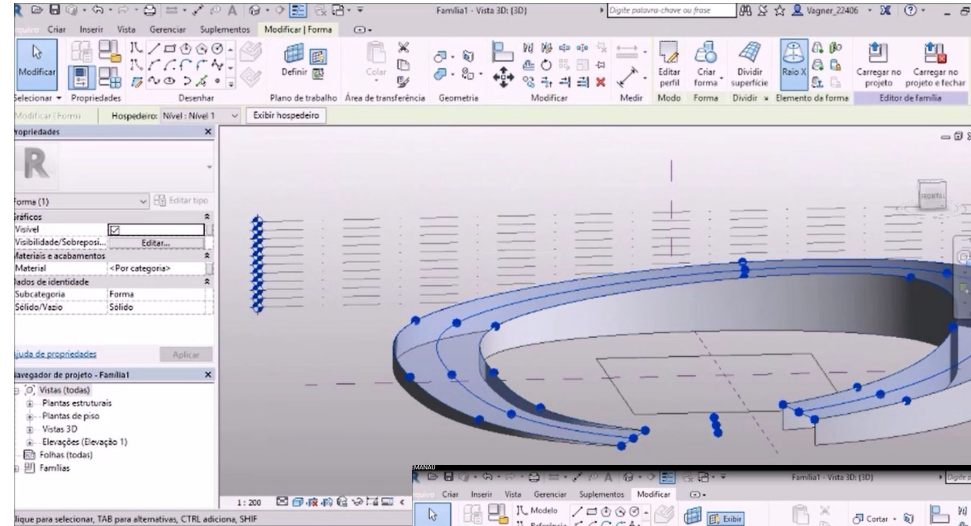 Família1 - Vista 3D: {3D}
Digite palavra-chave ou frase
Vagner_22406
Criar Inserir Vista Gerenciar Suplementos Modificar | Forma
Modificar
Definir
Colar
Editar perfil
Criar forma
Dividir superfície
Raio X
Carregar no projeto
Carregar no projeto e fechar
Selecionar Propriedades Desenhar Plano de trabalho Área de transferência Geometria Modificar Medir Modo Forma Dividir Elemento da forma Editor de família
Modificar | Forma Hospedeiro: Nível : Nível 1 Exibir hospedeiro
Propriedades
R
Forma (1) Editar tipo
Gráficos
Visível
Visibilidade/Sobreposi... Editar...
Materiais e acabamentos
Material <Por categoria>
Dados de identidade
Subcategoria Forma
Sólido/Vazio Sólido
Ajuda de propriedades Aplicar
Navegador de projeto - Família1
Vistas (todas)
Plantas estruturais
Plantas de piso
Vistas 3D
Elevações (Elevação 1)
Folhas (todas)
Famílias
FRONTAL
1 : 200
Clique para selecionar, TAB para alternativas, CTRL adiciona, SHIF
EMANAU
Família1 - Vista 3D: {3D}
Criar Inserir Vista Gerenciar Suplementos Modificar
Modelo
Exibir
Cortar